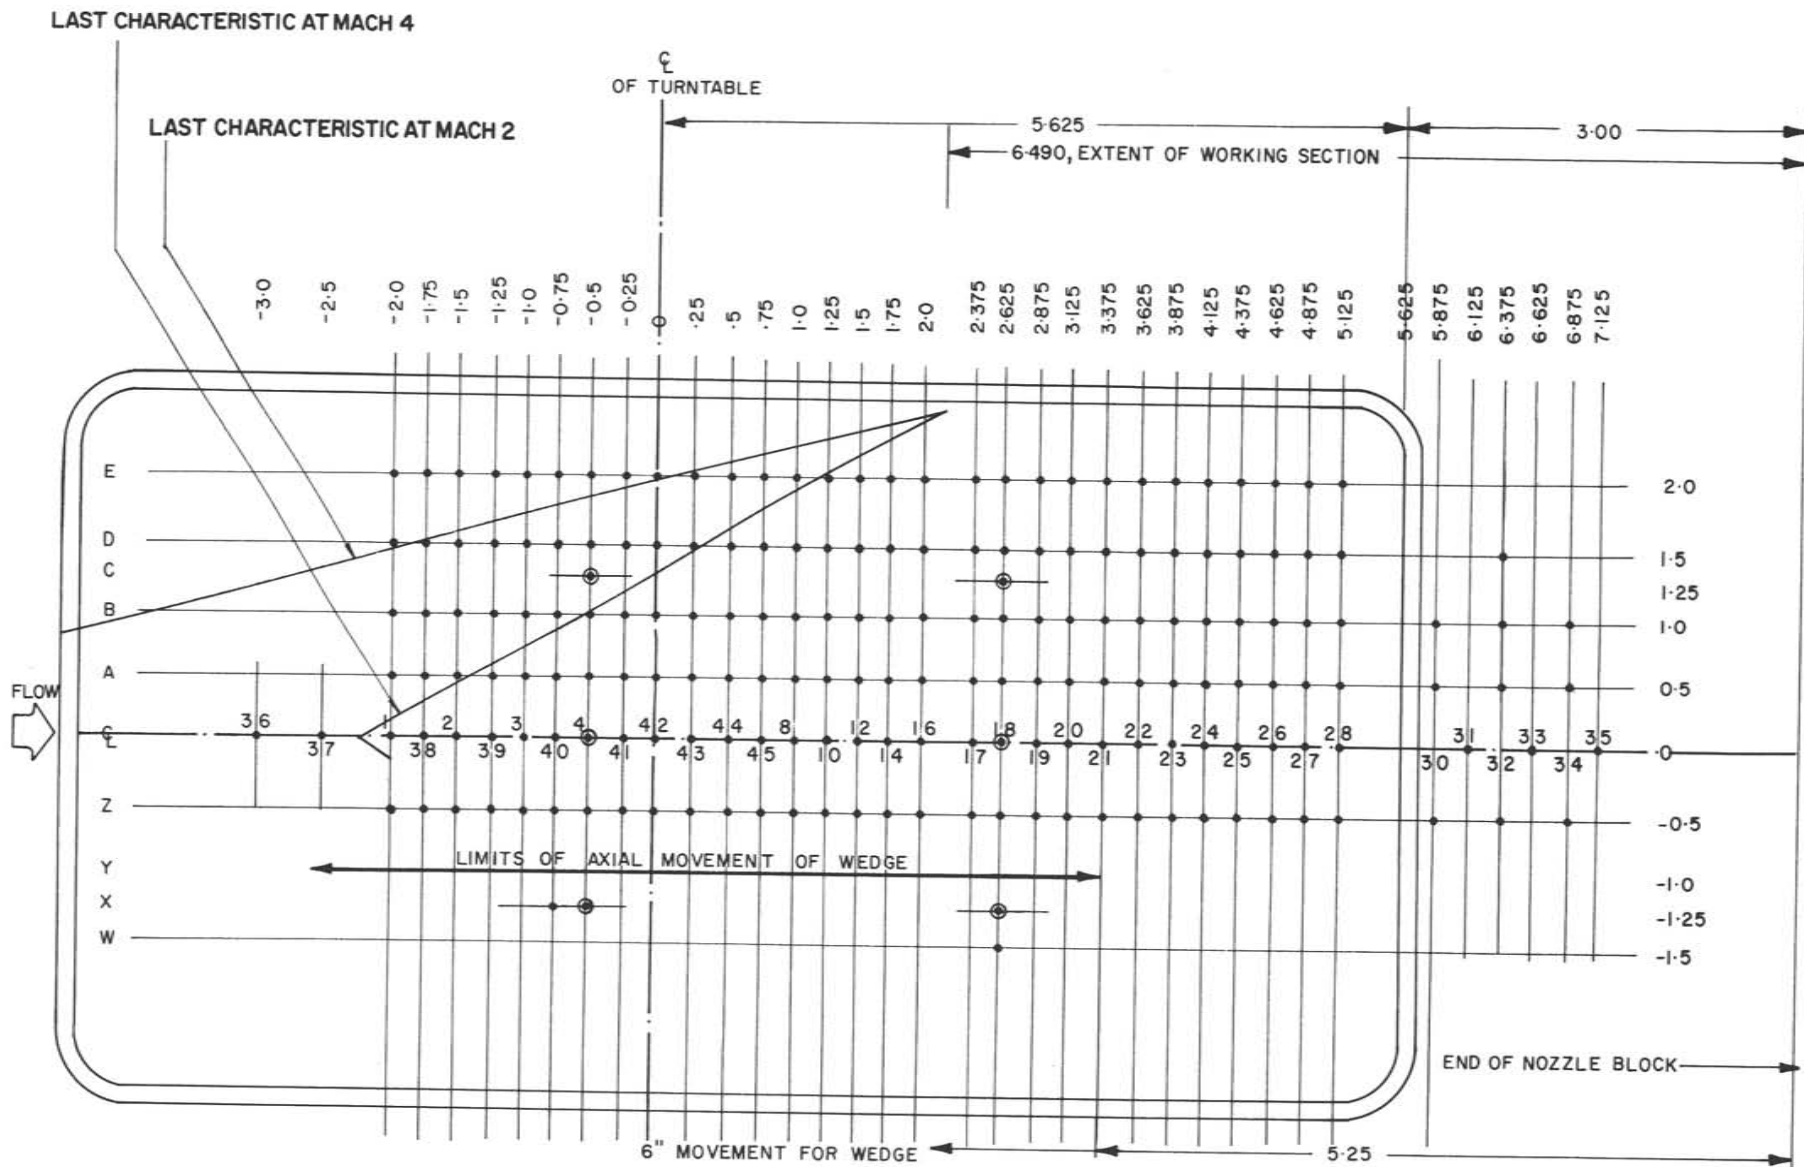 LAST CHARACTERISTIC AT MACH 4
℄
OF TURNTABLE
LAST CHARACTERISTIC AT MACH 2
5·625
3·00
6·490, EXTENT OF WORKING SECTION
-3·0
-2·5
-2·0
-1·75
-1·5
-1·25
-1·0
-0·75
-0·5
-0·25
0
·25
·5
·75
1·0
1·25
1·5
1·75
2·0
2·375
2·625
2·875
3·125
3·375
3·625
3·875
4·125
4·375
4·625
4·875
5·125
5·625
5·875
6·125
6·375
6·625
6·875
7·125
E 2·0
D 1·5
C 1·25
B 1·0
A 0·5
FLOW
36 1 2 3 4 42 44 8 12 16 18 20 22 24 26 28 31 33 35
℄ ·0
37 38 39 40 41 43 45 10 14 17 19 21 23 25 27 30 32 34
Z -0·5
LIMITS OF AXIAL MOVEMENT OF WEDGE
Y -1·0
X -1·25
W -1·5
END OF NOZZLE BLOCK
6" MOVEMENT FOR WEDGE
5·25